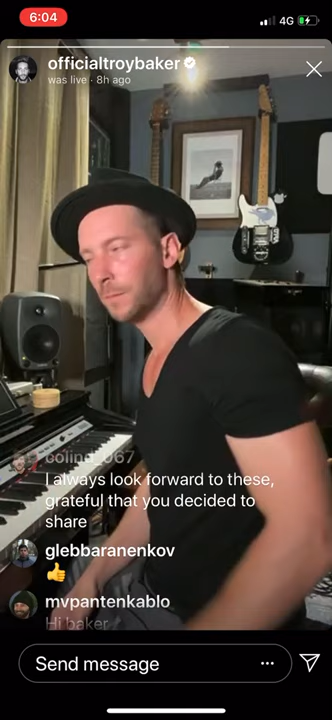 6:04
4G
officialtroybaker
was live · 8h ago
coling_067
I always look forward to these,
grateful that you decided to
share
glebbaranenkov
👍
mvpantenkablo
Hi baker
Send message